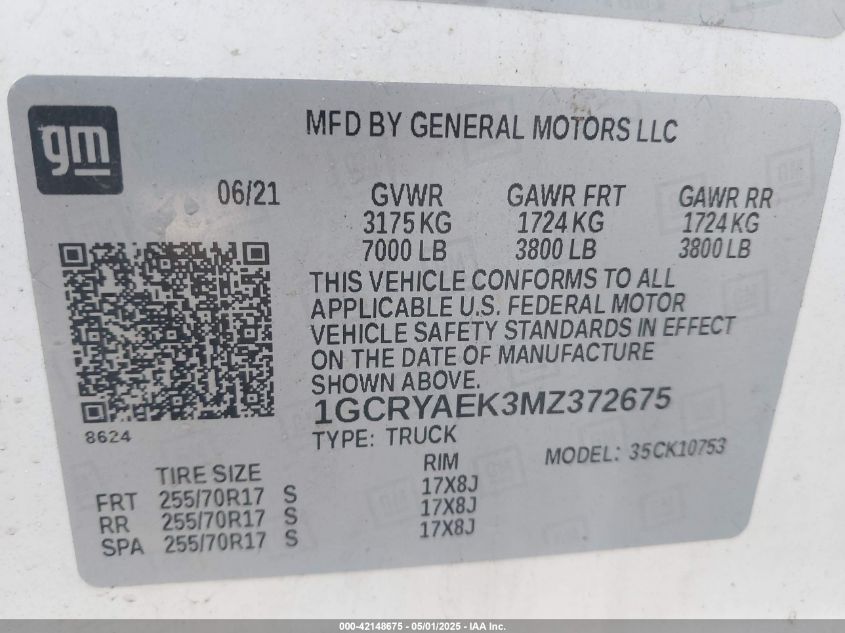 gm
MFD BY GENERAL MOTORS LLC
06/21 GVWR GAWR FRT GAWR RR
3175 KG 1724 KG 1724 KG
7000 LB 3800 LB 3800 LB
THIS VEHICLE CONFORMS TO ALL
APPLICABLE U.S. FEDERAL MOTOR
VEHICLE SAFETY STANDARDS IN EFFECT
ON THE DATE OF MANUFACTURE
SHOWN ABOVE.
1GCRYAEK3MZ372675
8624
TYPE: TRUCK MODEL: 35CK10753
TIRE SIZE RIM
FRT 255/70R17 S 17X8J
RR 255/70R17 S 17X8J
SPA 255/70R17 S 17X8J
000-42148675 - 05/01/2025 - IAA Inc.